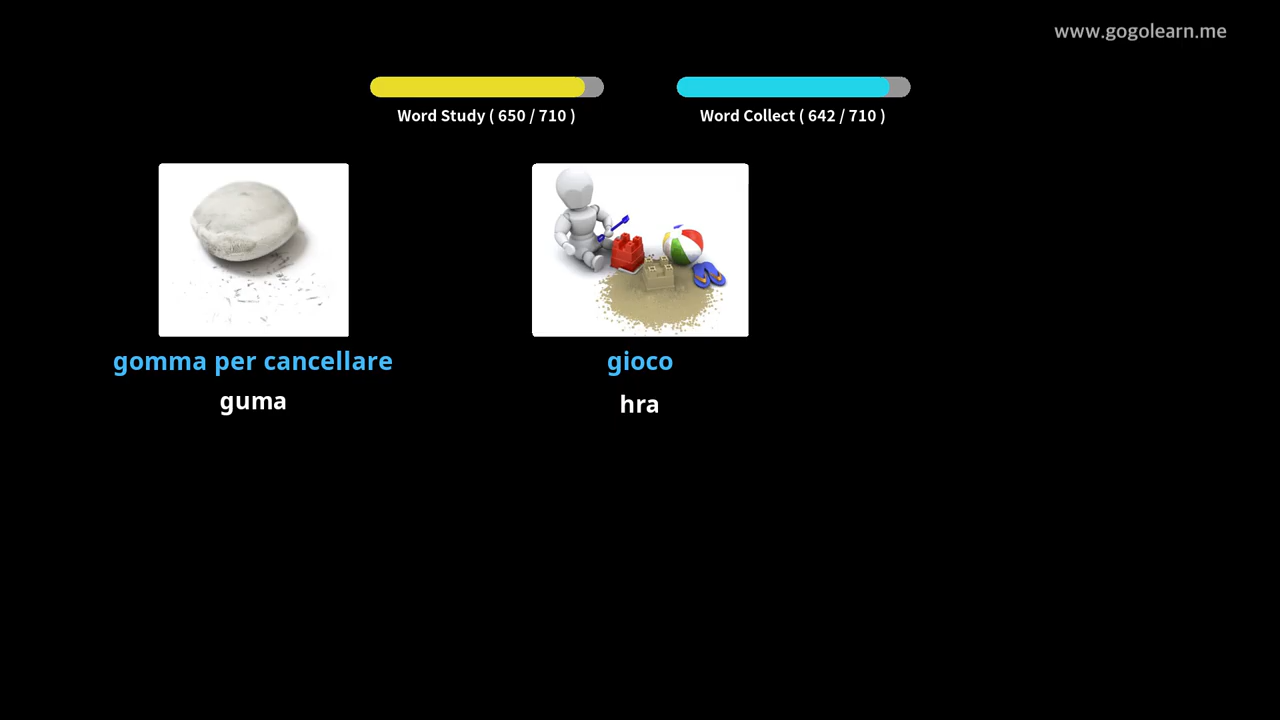 www.gogolearn.me
Word Study ( 650 / 710 )
Word Collect ( 642 / 710 )
gomma per cancellare
guma
gioco
hra